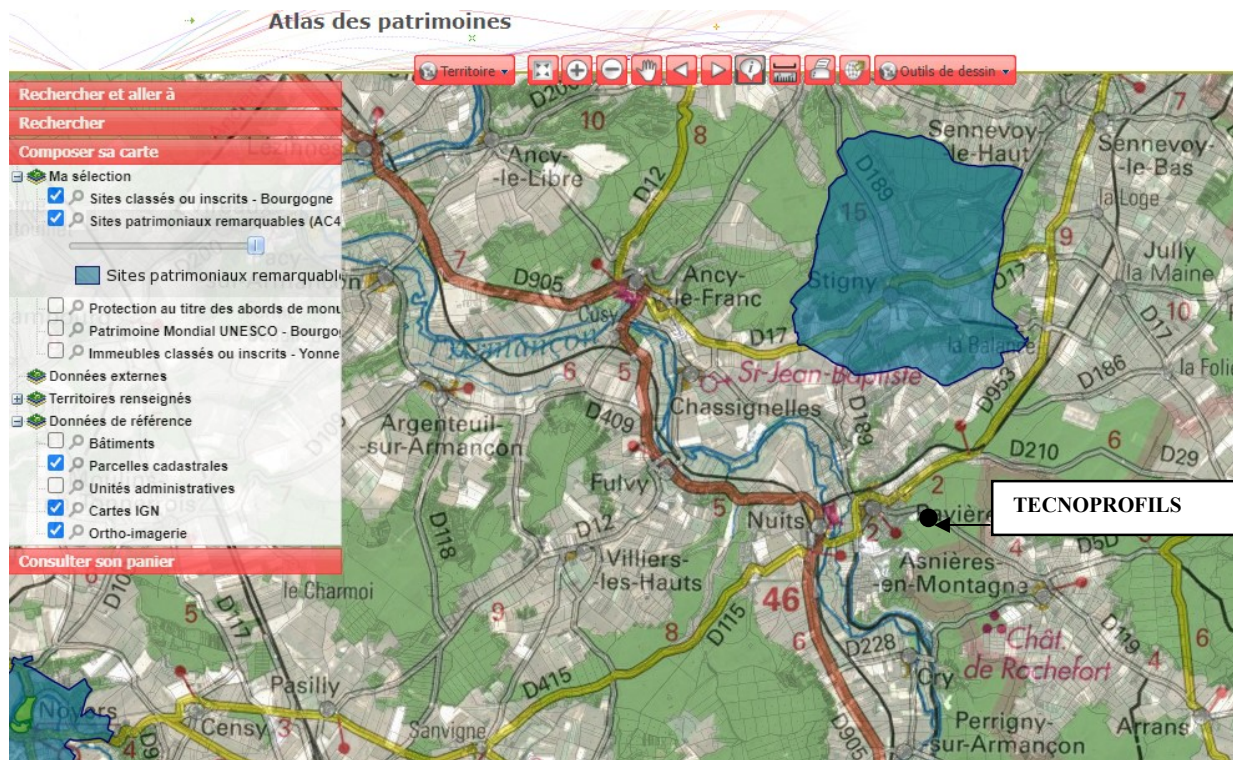 Atlas des patrimoines
Territoire
Outils de dessin
Rechercher et aller à
Rechercher
Composer sa carte
Ma sélection
Sites classés ou inscrits - Bourgogne
Sites patrimoniaux remarquables (AC4
Sites patrimoniaux remarquabl
Protection au titre des abords de monu
Patrimoine Mondial UNESCO - Bourgo
Immeubles classés ou inscrits - Yonne
Données externes
Territoires renseignés
Données de référence
Bâtiments
Parcelles cadastrales
Unités administratives
Cartes IGN
Ortho-imagerie
Consulter son panier
10
8
7
D12
Ancy-
-le-Libre
Sennevoy-
-le-Haut
Sennevoy-
-le-Bas
la Loge
D189
15
9
Jully
la Maine
7
D905
Ancy-
-le-Franc
Stigny
D17
10
Cusy
D17
D17
Armançon
la Balance
6
5
St-Jean-Baptiste
D186
la Folie
D953
Chassignelles
D409
D189
Argenteuil-
-sur-Armançon
D210
6
D29
Fulvy
2
5
TECNOPROFILS
Nuits
2
D118
D12
4
D5D
Villiers-
-les-Hauts
Asnières-
-en-Montagne
le Charmoi
46
5
D117
9
8
D115
6
D228
Chât.
de Rochefort
D119
6
4
Cry
D415
Pasilly
Noyers
Censy
3
Sanvigne
4
D905
Perrigny-
-sur-Armançon
Arrans